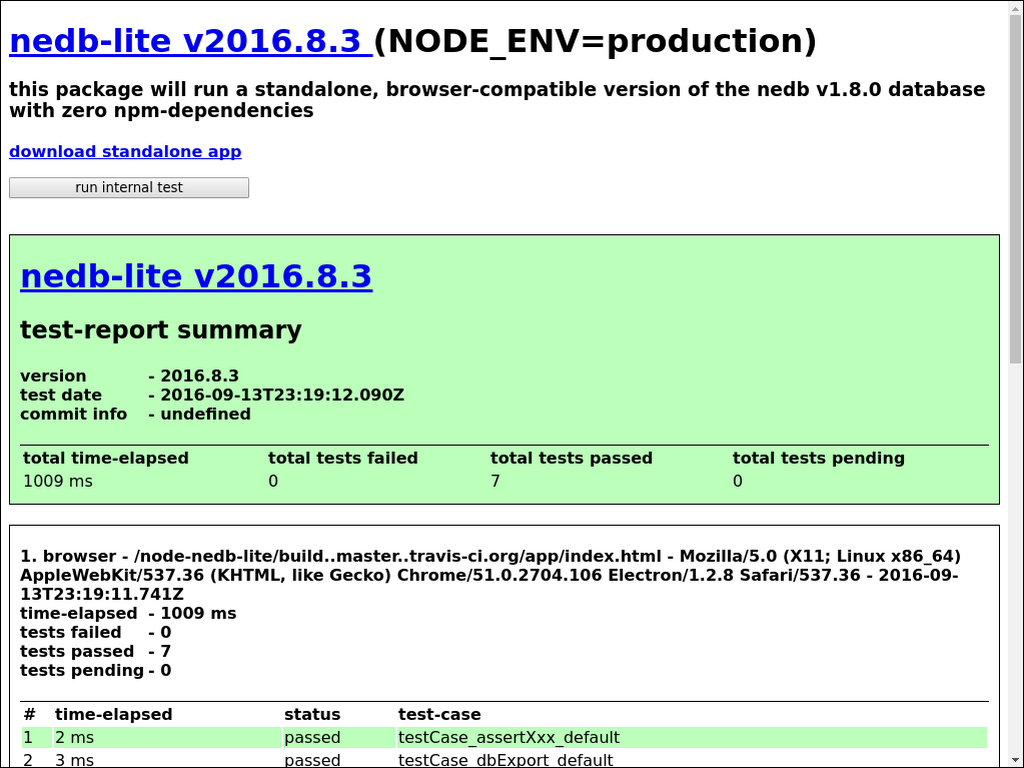 nedb-lite v2016.8.3 (NODE_ENV=production)
this package will run a standalone, browser-compatible version of the nedb v1.8.0 database
with zero npm-dependencies
download standalone app
run internal test
nedb-lite v2016.8.3
test-report summary
version - 2016.8.3
test date - 2016-09-13T23:19:12.090Z
commit info - undefined
total time-elapsed total tests failed total tests passed total tests pending
1009 ms 0 7 0
1. browser - /node-nedb-lite/build..master..travis-ci.org/app/index.html - Mozilla/5.0 (X11; Linux x86_64)
AppleWebKit/537.36 (KHTML, like Gecko) Chrome/51.0.2704.106 Electron/1.2.8 Safari/537.36 - 2016-09-
13T23:19:11.741Z
time-elapsed - 1009 ms
tests failed - 0
tests passed - 7
tests pending - 0
# time-elapsed status test-case
1 2 ms passed testCase_assertXxx_default
2 3 ms passed testCase_dbExport_default